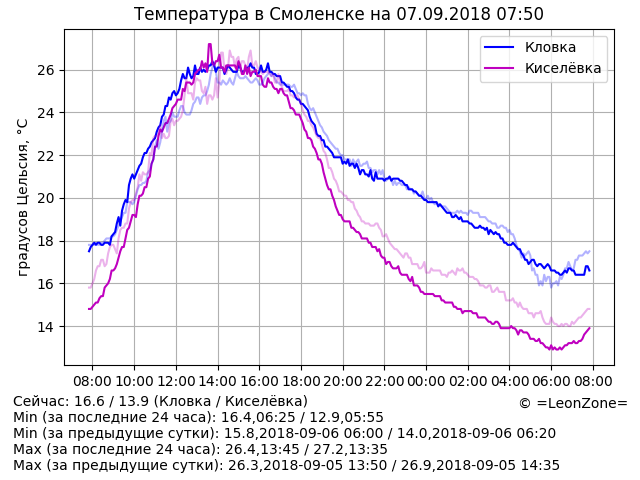 Температура в Смоленске на 07.09.2018 07:50
Кловка
Киселёвка
градусов Цельсия, °C
26
24
22
20
18
16
14
08:00 10:00 12:00 14:00 16:00 18:00 20:00 22:00 00:00 02:00 04:00 06:00 08:00
Сейчас: 16.6 / 13.9 (Кловка / Киселёвка)
© =LeonZone=
Min (за последние 24 часа): 16.4,06:25 / 12.9,05:55
Min (за предыдущие сутки): 15.8,2018-09-06 06:00 / 14.0,2018-09-06 06:20
Max (за последние 24 часа): 26.4,13:45 / 27.2,13:35
Max (за предыдущие сутки): 26.3,2018-09-05 13:50 / 26.9,2018-09-05 14:35